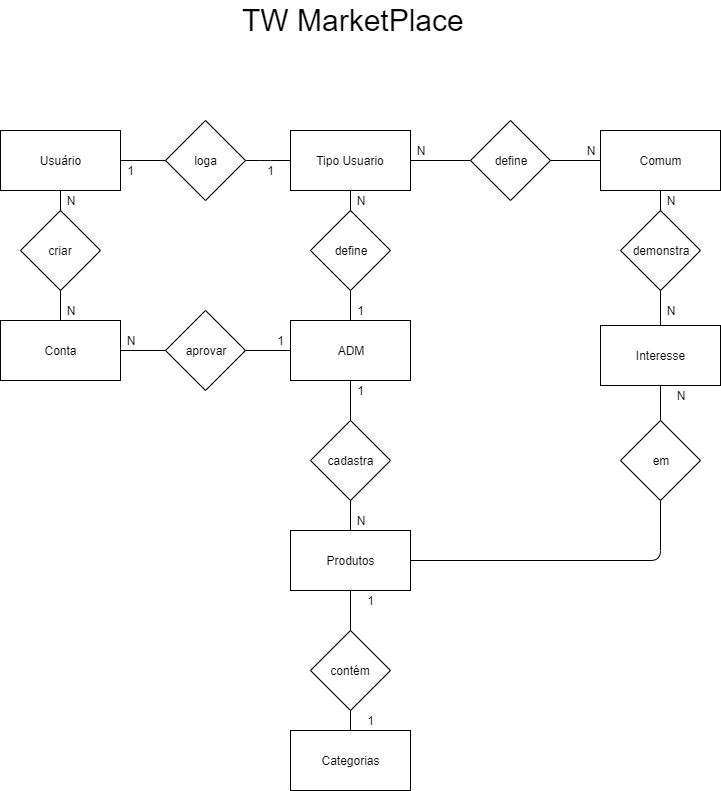 TW MarketPlace
Usuário
1
loga
1
Tipo Usuario
N
define
N
Comum
N
N
N
criar
define
demonstra
N
1
N
Conta
N
aprovar
1
ADM
Interesse
1
N
cadastra
em
N
Produtos
1
contém
1
Categorias